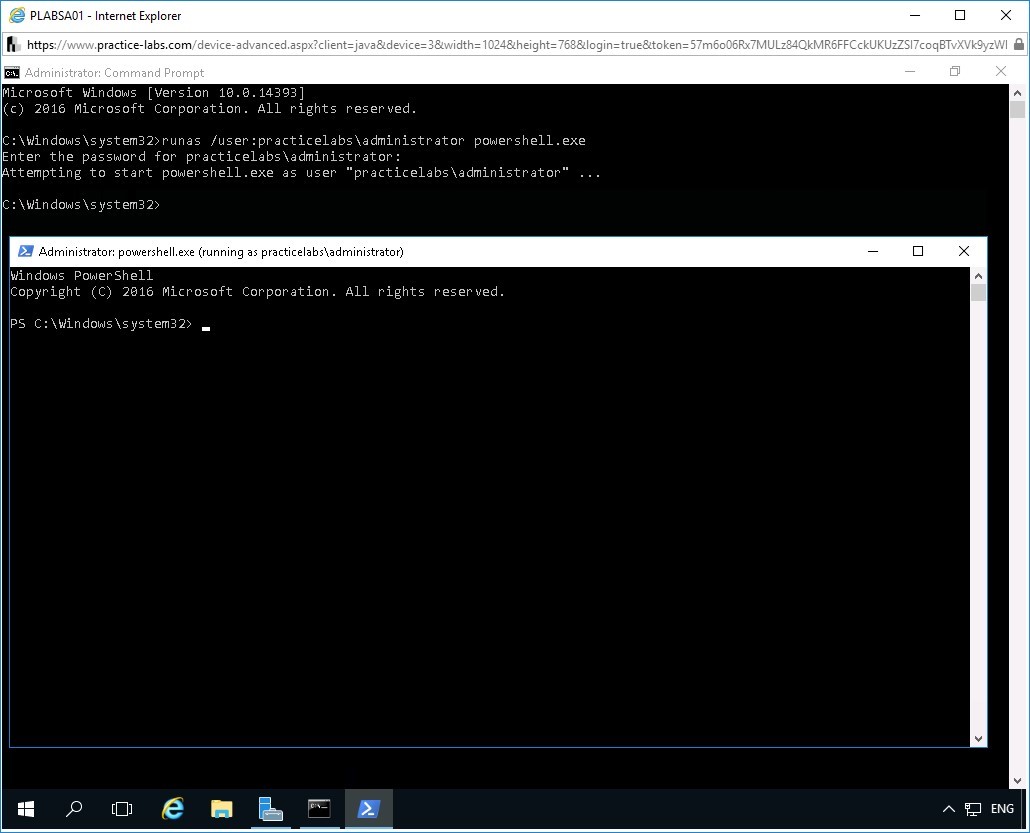 PLABSA01 - Internet Explorer
https://www.practice-labs.com/device-advanced.aspx?client=java&device=3&width=1024&height=768&login=true&token=57m6o06Rx7MULz84QkMR6FFCckUKUzZSI7coqBTvXVk9yzWl
Administrator: Command Prompt
Microsoft Windows [Version 10.0.14393]
(c) 2016 Microsoft Corporation. All rights reserved.
C:\Windows\system32>runas /user:practicelabs\administrator powershell.exe
Enter the password for practicelabs\administrator:
Attempting to start powershell.exe as user "practicelabs\administrator" ...
C:\Windows\system32>
Administrator: powershell.exe (running as practicelabs\administrator)
Windows PowerShell
Copyright (C) 2016 Microsoft Corporation. All rights reserved.
PS C:\Windows\system32>
ENG